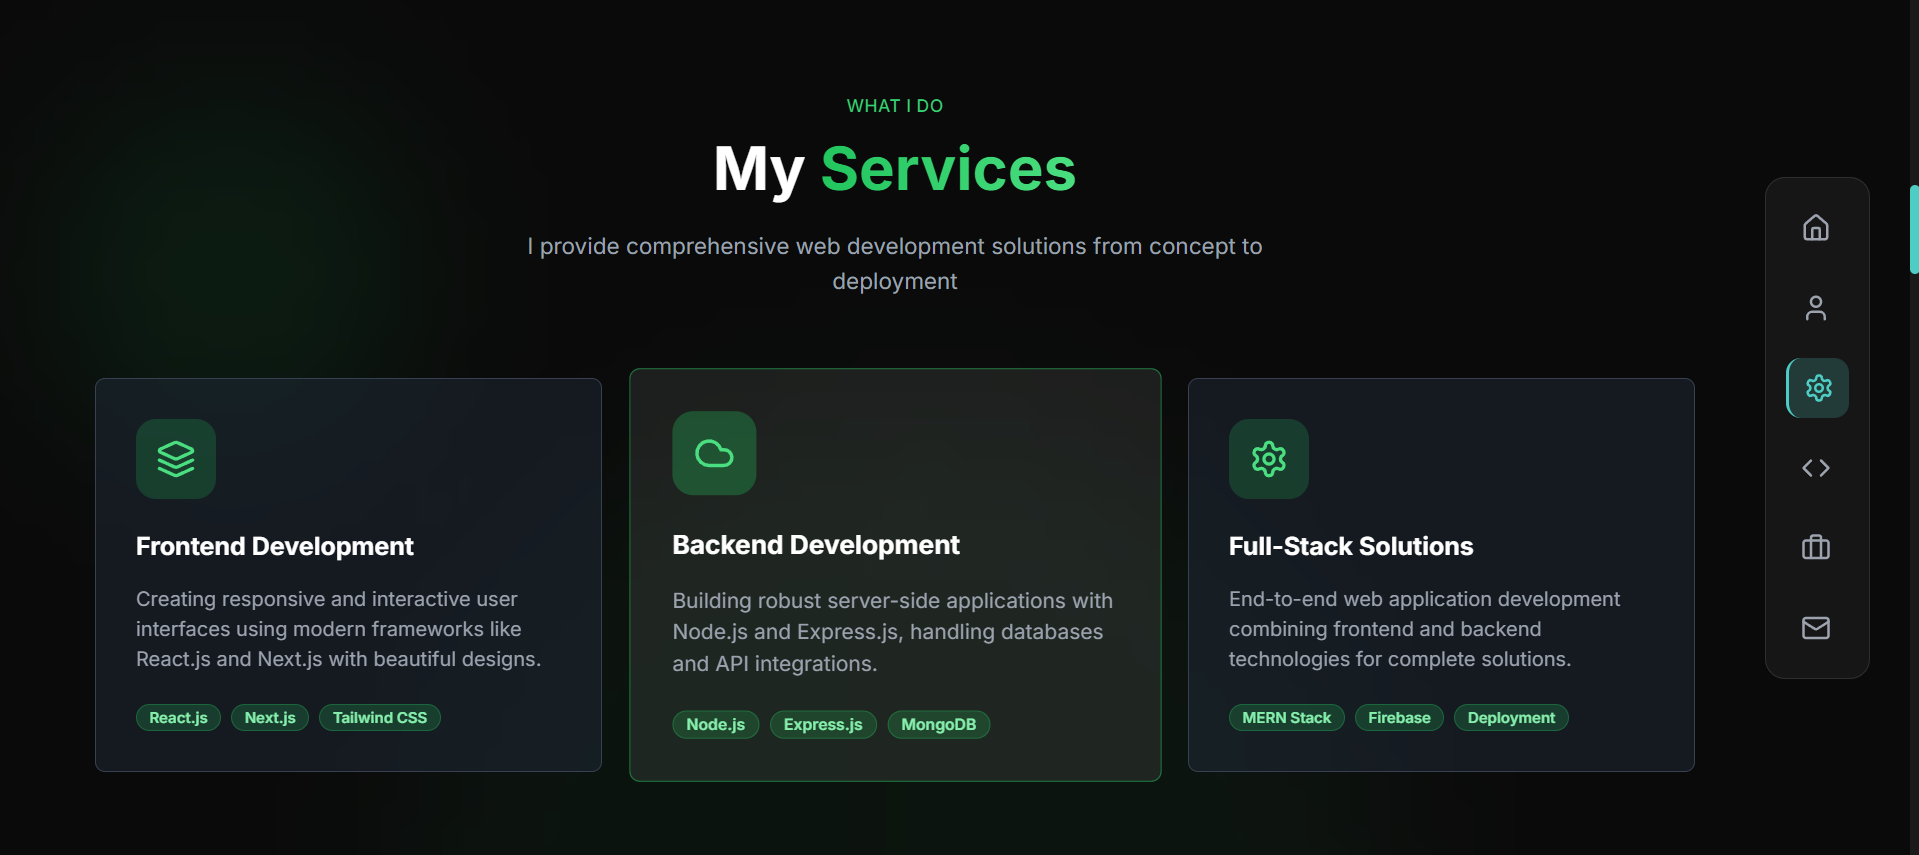 WHAT I DO
My Services
I provide comprehensive web development solutions from concept to
deployment
Frontend Development
Creating responsive and interactive user
interfaces using modern frameworks like
React.js and Next.js with beautiful designs.
React.js Next.js Tailwind CSS
Backend Development
Building robust server-side applications with
Node.js and Express.js, handling databases
and API integrations.
Node.js Express.js MongoDB
Full-Stack Solutions
End-to-end web application development
combining frontend and backend
technologies for complete solutions.
MERN Stack Firebase Deployment